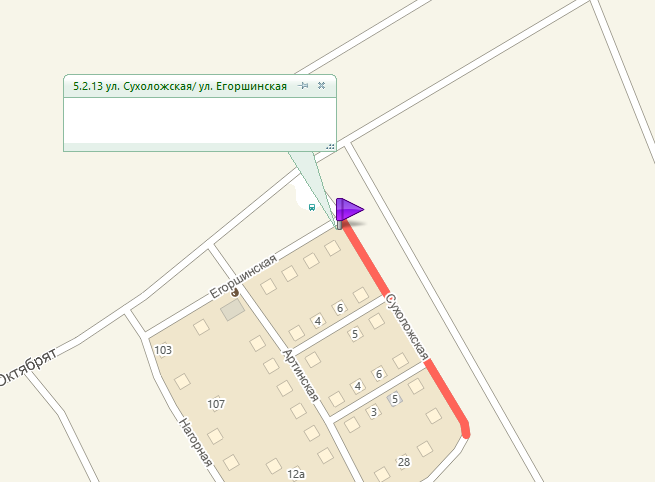 5.2.13 ул. Сухоложская/ ул. Егоршинская
Егоршинская
6
4
5
Сухоложская
103
Октябрят
Артинская
6
4
5
3
107
Нагорная
28
12а